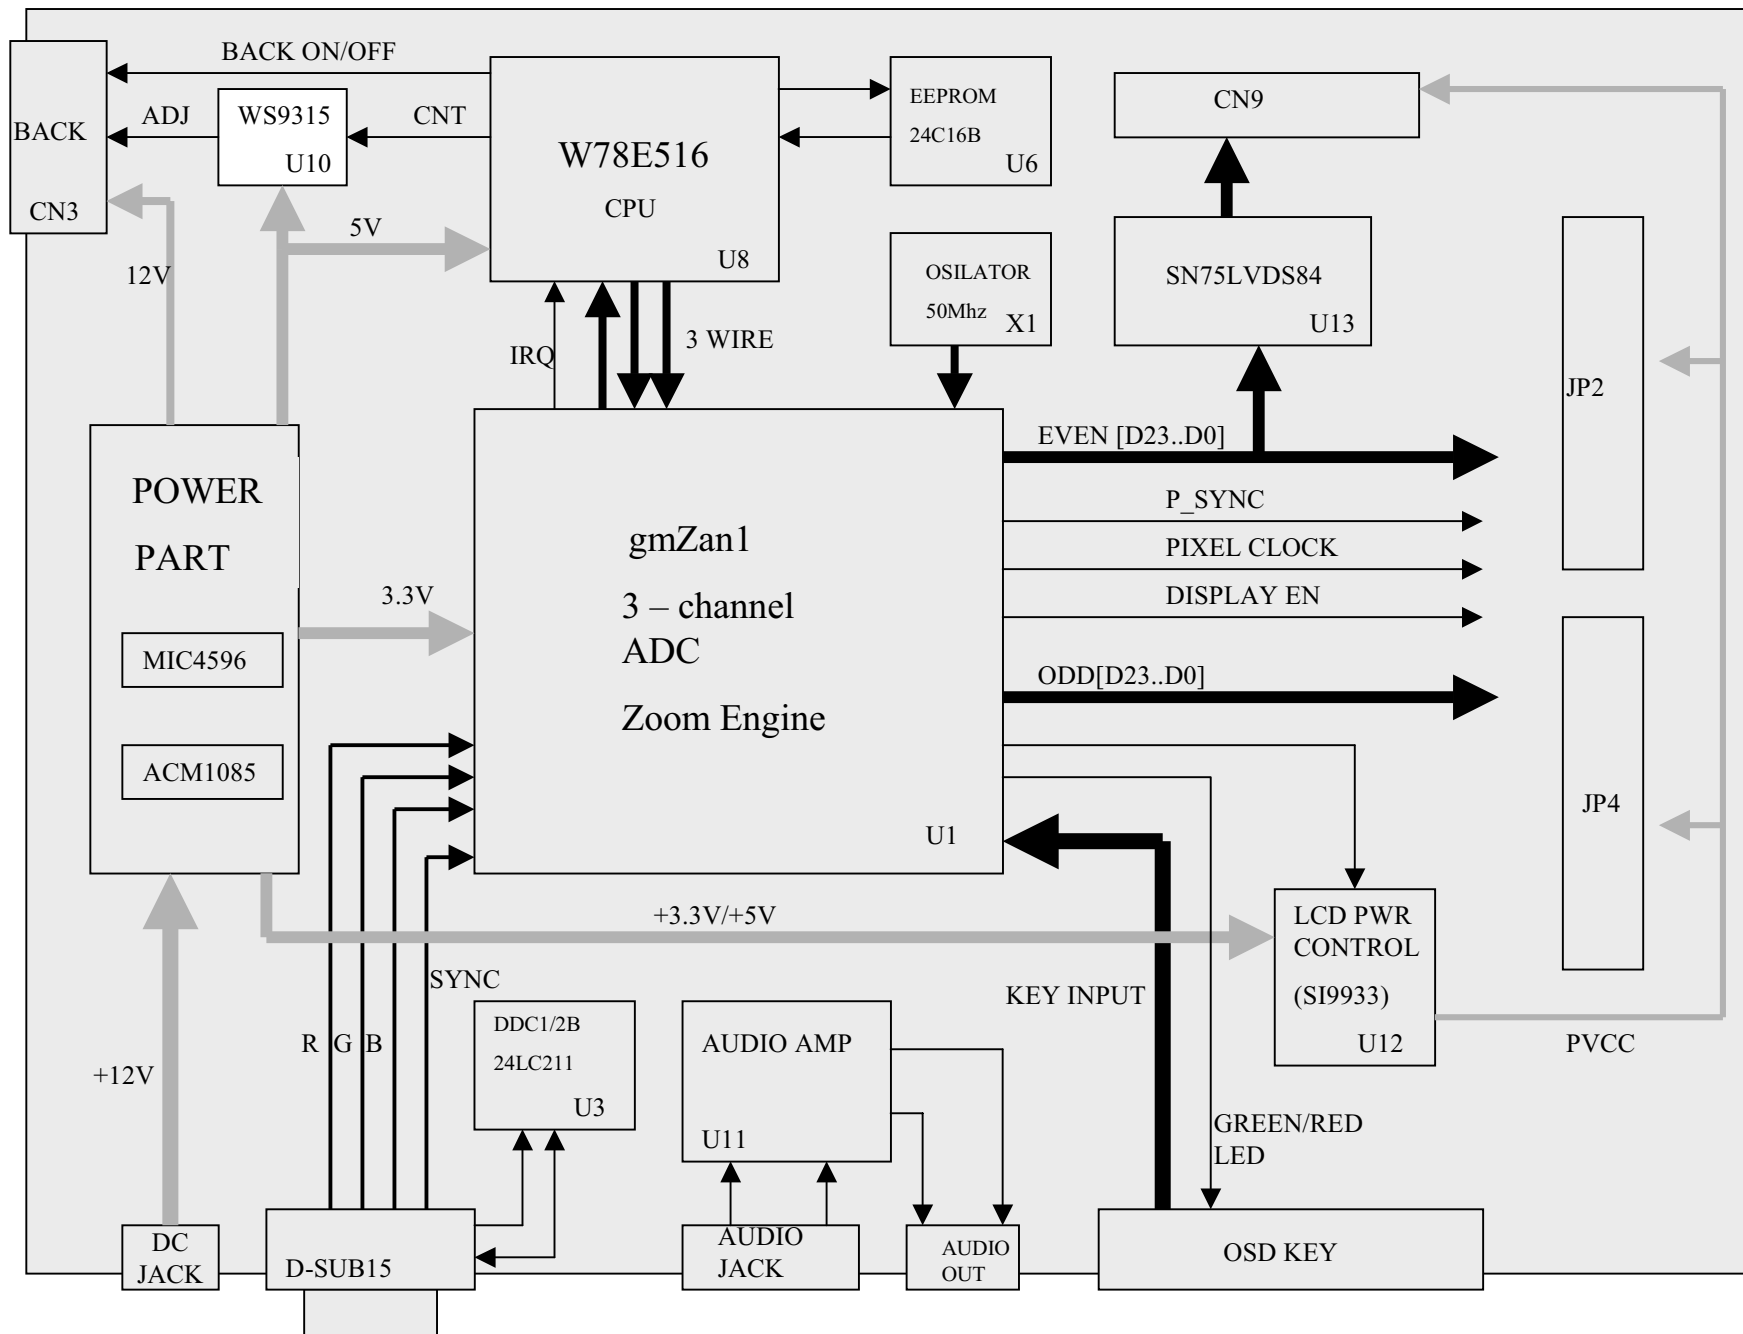 BACK ON/OFF
BACK
CN3
ADJ
WS9315
U10
CNT
W78E516
CPU
U8
EEPROM
24C16B
U6
CN9
12V
5V
OSILATOR
50Mhz
X1
SN75LVDS84
U13
IRQ
3 WIRE
JP2
POWER
PART
MIC4596
ACM1085
3.3V
gmZan1
3 – channel
ADC
Zoom Engine
U1
EVEN [D23..D0]
P_SYNC
PIXEL CLOCK
DISPLAY EN
ODD[D23..D0]
JP4
+3.3V/+5V
LCD PWR
CONTROL
(SI9933)
U12
PVCC
SYNC
R
G
B
+12V
DDC1/2B
24LC211
U3
AUDIO AMP
U11
KEY INPUT
GREEN/RED
LED
DC
JACK
D-SUB15
AUDIO
JACK
AUDIO
OUT
OSD KEY